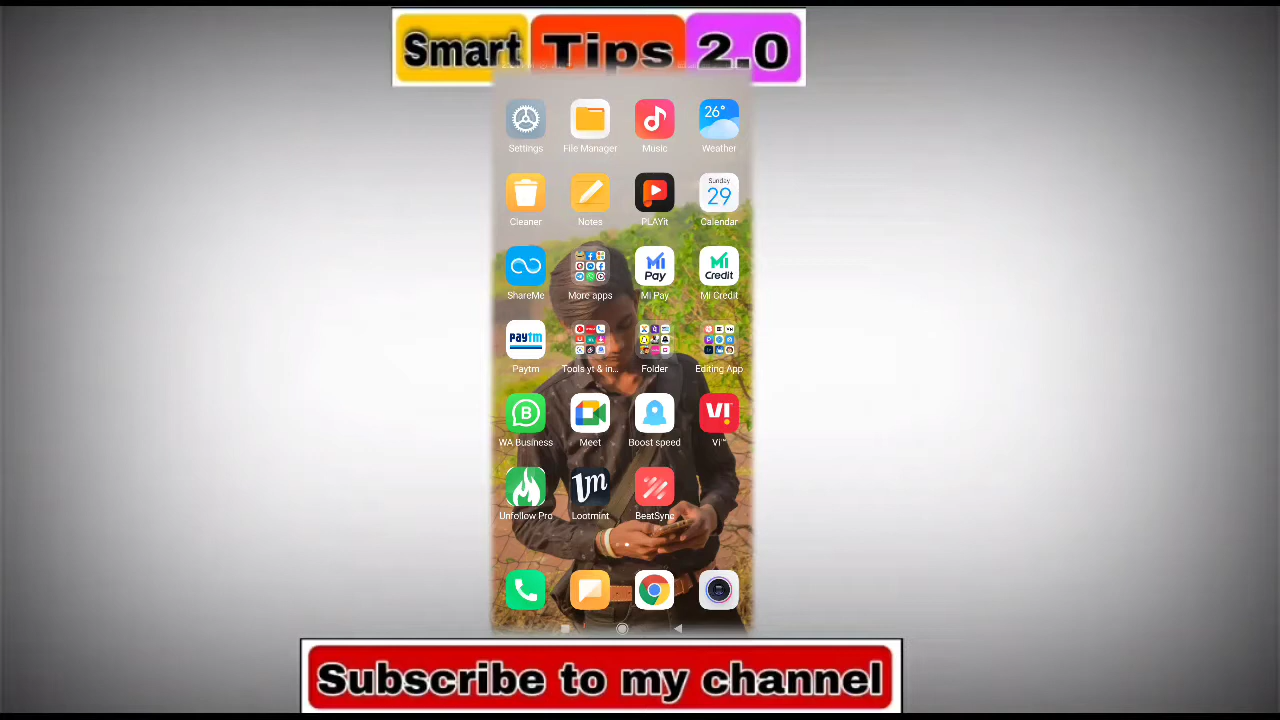 Smart Tips 2.0
26°
Settings File Manager Music Weather
Sunday
29
Cleaner Notes PLAYit Calendar
Mi Pay Mi Credit
ShareMe More apps Mi Pay Mi Credit
paytm
Paytm Tools yt & in... Folder Editing App
B VI
WA Business Meet Boost speed Vi™
Unfollow Pro Lootmint BeatSync
Subscribe to my channel